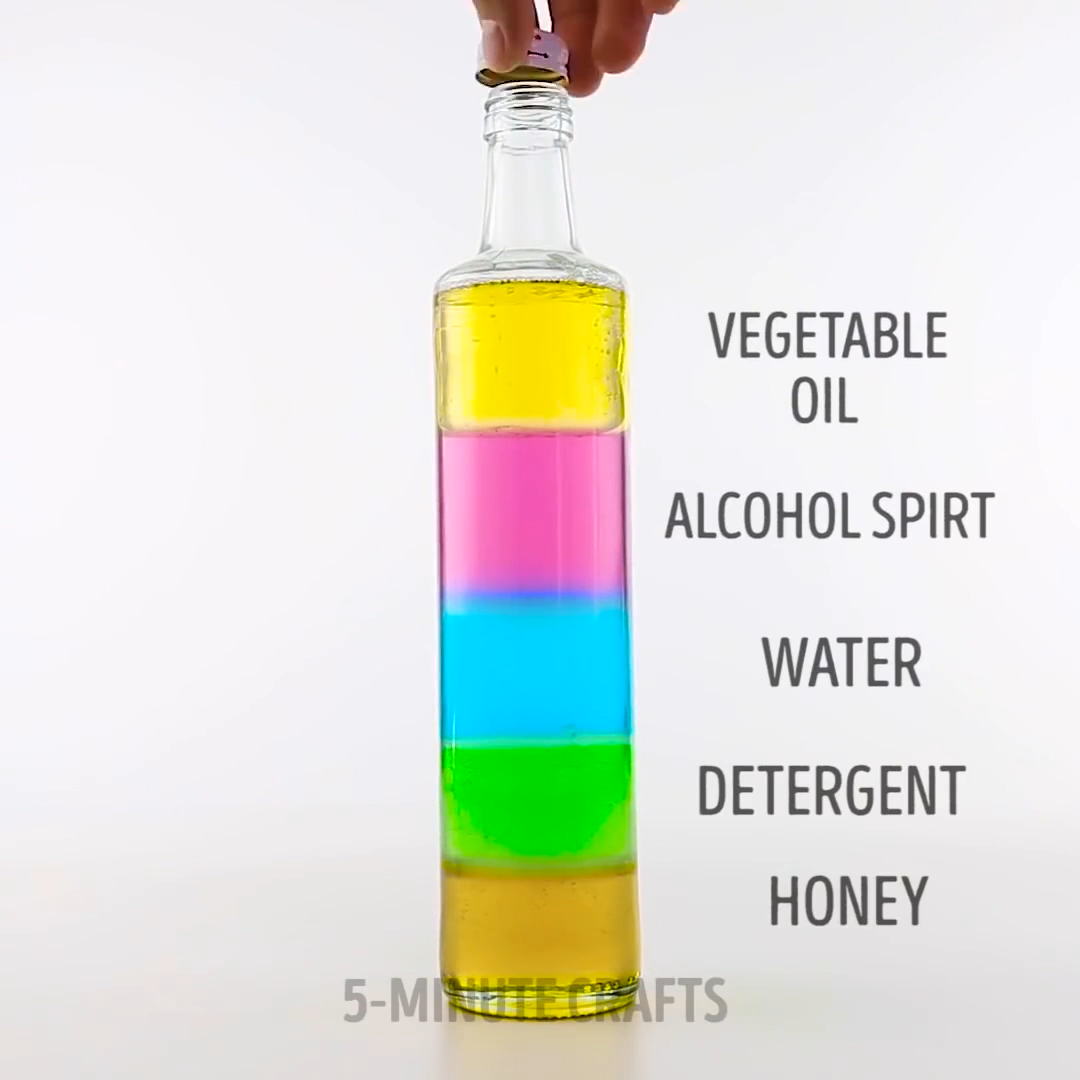 VEGETABLE
OIL
ALCOHOL SPIRT
WATER
DETERGENT
HONEY
5-MINUTE CRAFTS